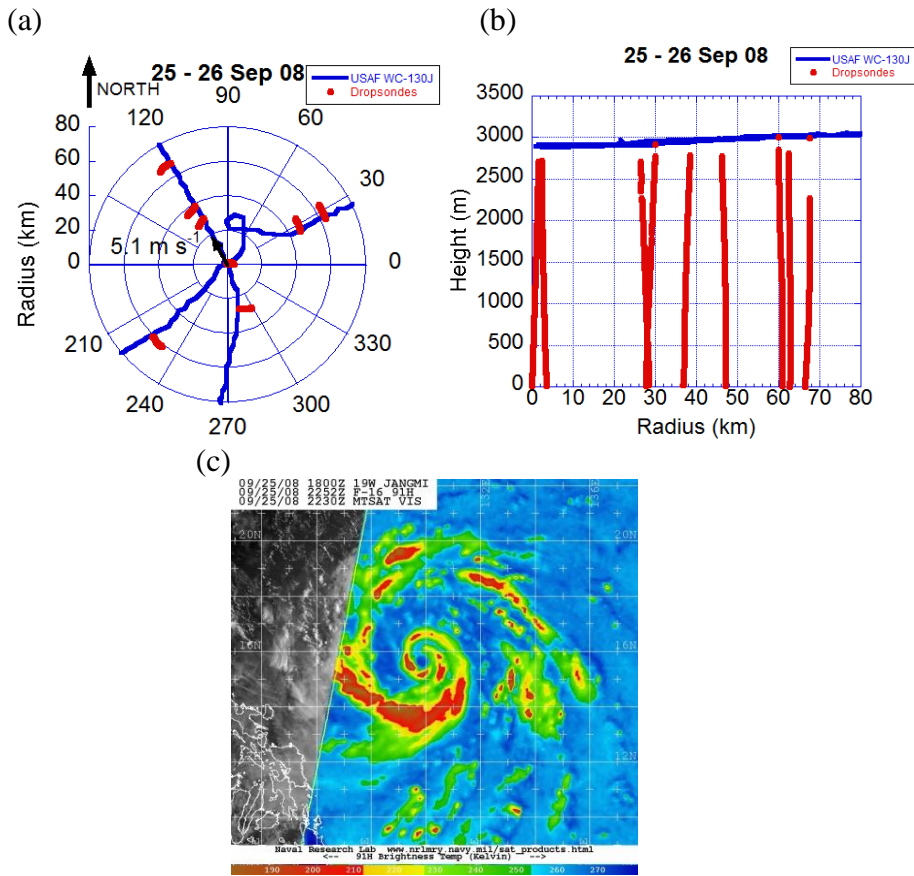 (a)
25 - 26 Sep 08
USAF WC-130J
Dropsondes
NORTH
90
120
60
80
60
30
40
20
5.1 m s-1
0
0
Radius (km)
210
330
240
300
270
(b)
25 - 26 Sep 08
USAF WC-130J
Dropsondes
3500
3000
2500
2000
1500
1000
500
0
Height (m)
0 10 20 30 40 50 60 70 80
Radius (km)
(c)
09/25/08 1800Z 19W JANGMI
09/25/08 2252Z F-16 91H
09/25/08 2230Z MTSAT VIS
132E
136E
20N
20N
16N
16N
12N
12N
Naval Research Lab www.nrlmry.navy.mil/sat_products.html
<-- 91H Brightness Temp (Kelvin) -->
190 200 210 220 230 240 250 260 270